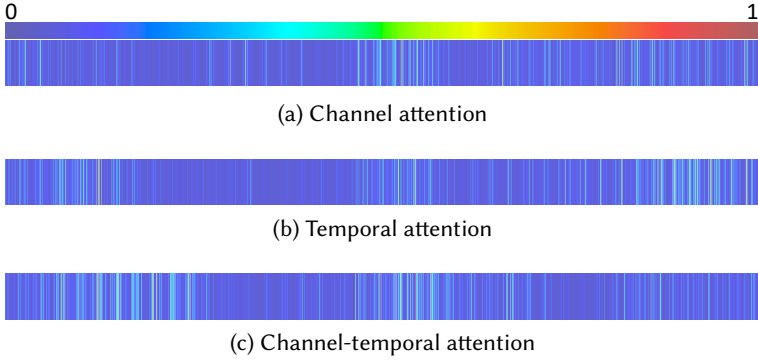 0 1
(a) Channel attention
(b) Temporal attention
(c) Channel-temporal attention